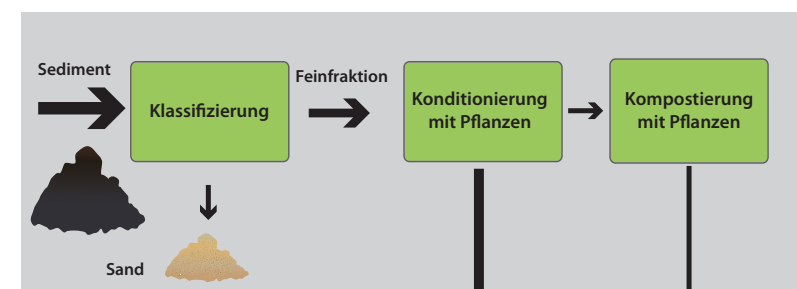 Sediment
Klassifizierung
Feinfraktion
Konditionierung
mit Pflanzen
Kompostierung
mit Pflanzen
Sand